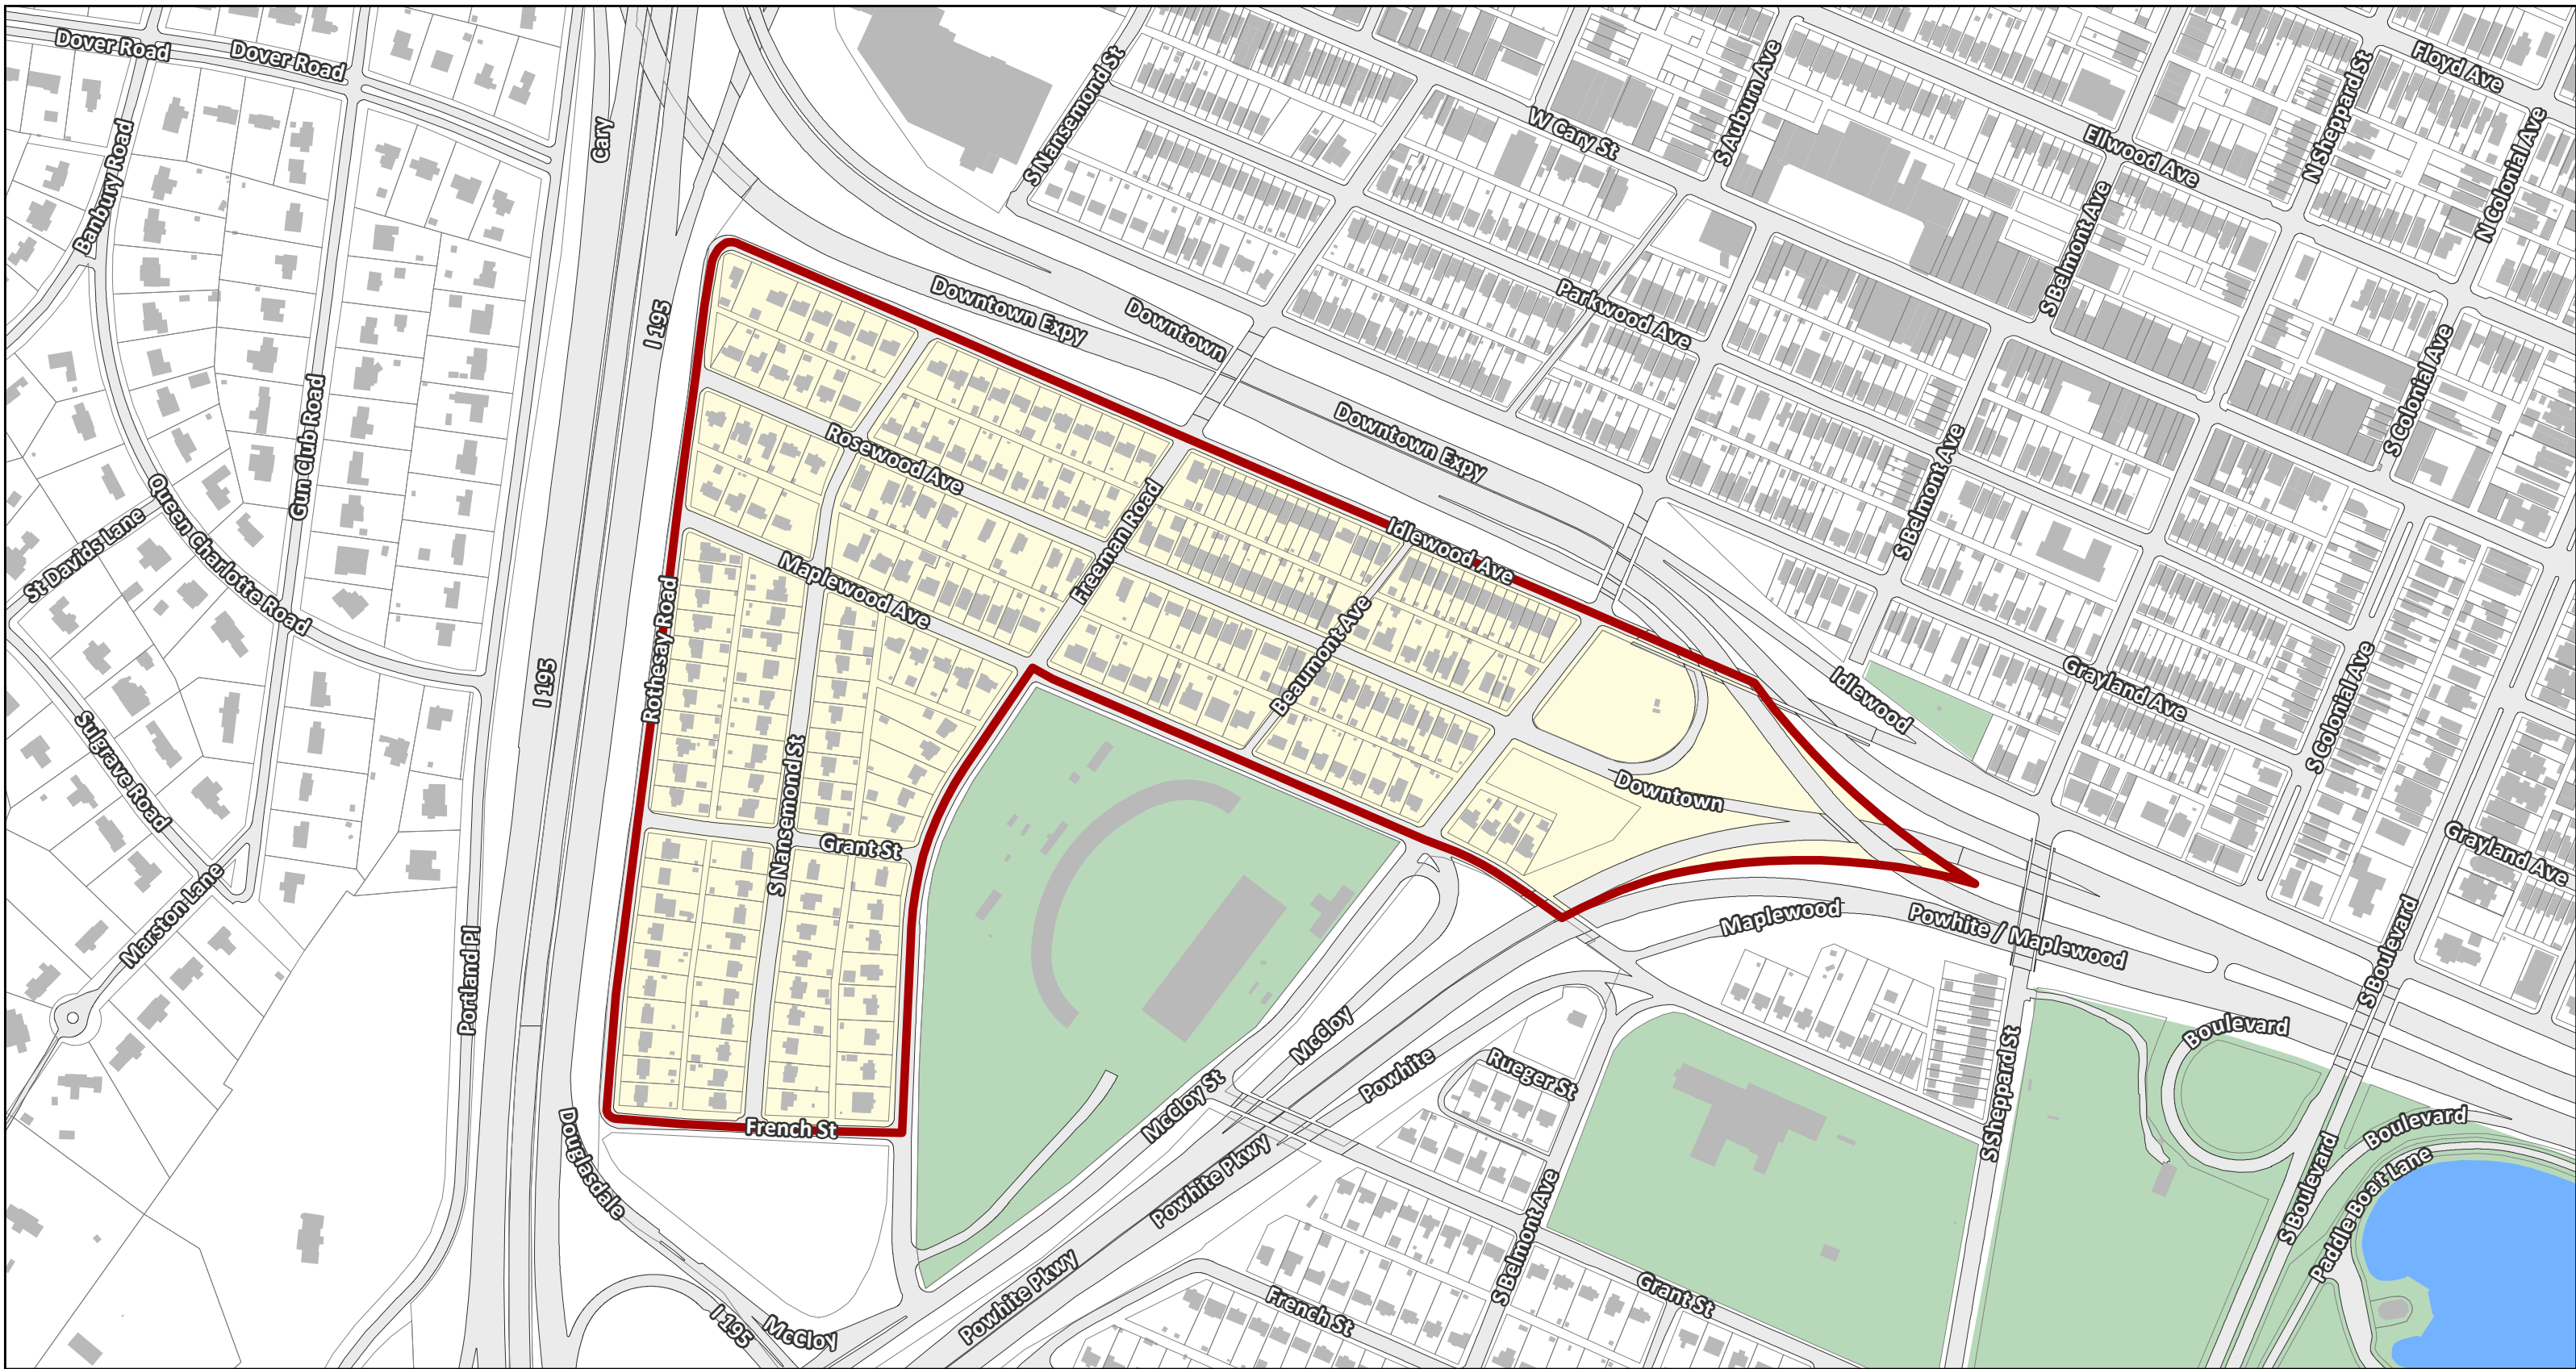 Dover Road
Dover Road
Floyd Ave
Cary
S Nansemond St
W Cary St
S Auburn Ave
Ellwood Ave
N Sheppard St
N Colonial Ave
Banbury Road
S Belmont Ave
I 195
Downtown Expy
Downtown
Parkwood Ave
S Colonial Ave
Gun Club Road
Rosewood Ave
Downtown Expy
S Belmont Ave
Queen Charlotte Road
St Davids Lane
Freeman Road
Idlewood Ave
Maplewood Ave
Rothesay Road
Beaumont Ave
I 195
Idlewood
Grayland Ave
S Colonial Ave
Sulgrave Road
S Nansemond St
Downtown
Grant St
Grayland Ave
Marston Lane
Maplewood
Powhite / Maplewood
S Boulevard
Portland Pl
McCloy
Powhite
Boulevard
Rueger St
S Sheppard St
McCloy St
French St
Boulevard
Douglasdale
Powhite Pkwy
S Boulevard
Paddle Boat Lane
S Belmont Ave
Powhite Pkwy
French St
Grant St
I 195
McCloy